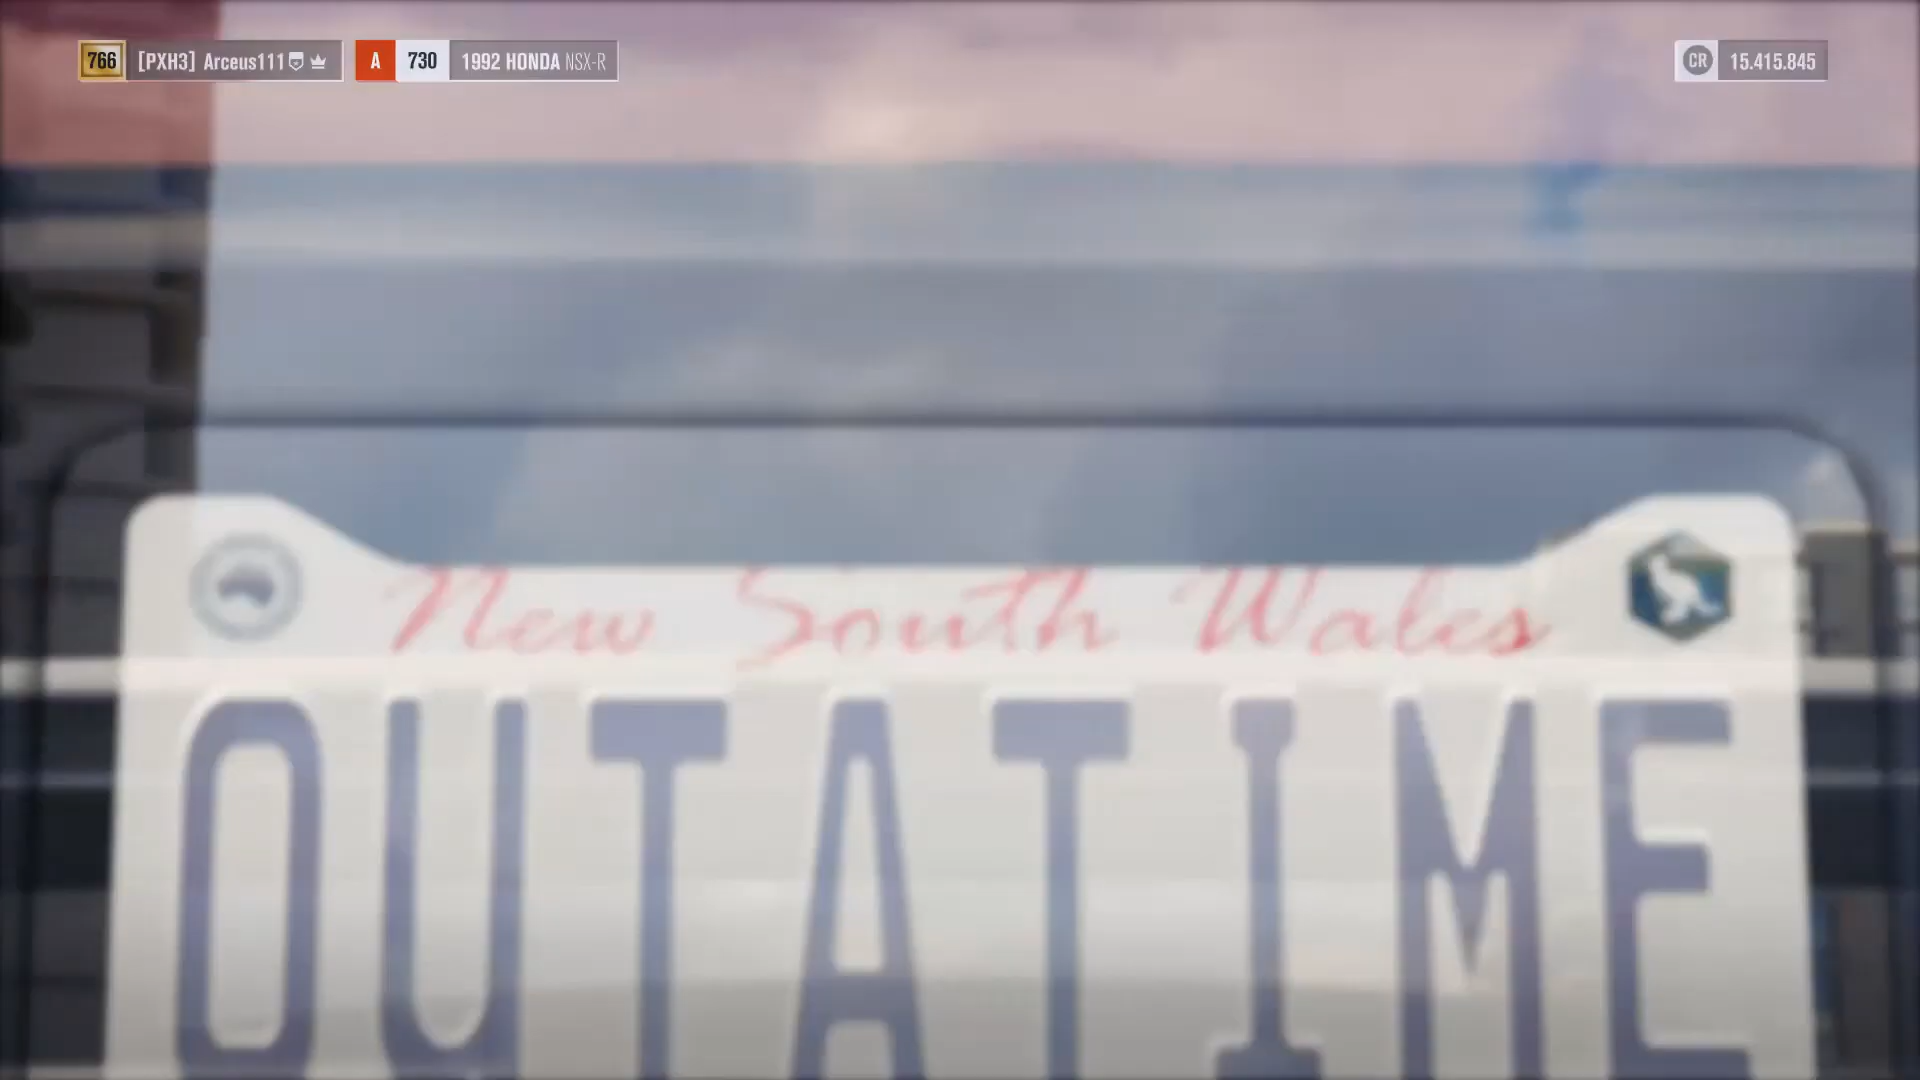 766 [PXH3] Arceus111 A 730 1992 HONDA NSX-R CR 15.415.845
New South Wales
OUTATIME